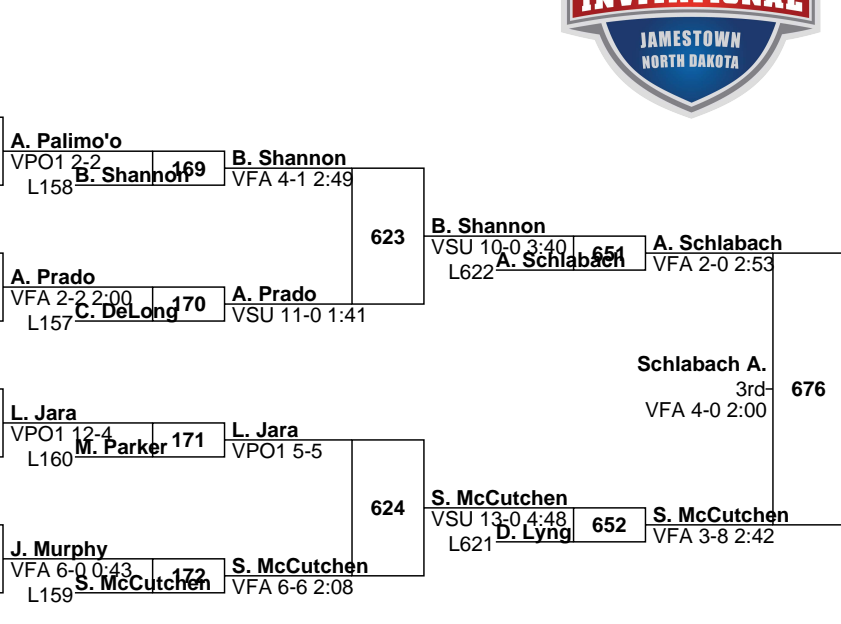 INVITATIONAL
JAMESTOWN
NORTH DAKOTA
A. Palimo'o
VPO1 2-2
L158
B. Shannon
169
B. Shannon
VFA 4-1 2:49
623
B. Shannon
VSU 10-0 3:40
L622
A. Schlabach
651
A. Schlabach
VFA 2-0 2:53
A. Prado
VFA 2-2 2:00
L157
C. DeLong
170
A. Prado
VSU 11-0 1:41
Schlabach A.
3rd
VFA 4-0 2:00
676
L. Jara
VPO1 12-4
L160
M. Parker
171
L. Jara
VPO1 5-5
624
S. McCutchen
VSU 13-0 4:48
L621
D. Lyng
652
S. McCutchen
VFA 3-8 2:42
J. Murphy
VFA 6-0 0:43
L159
S. McCutchen
172
S. McCutchen
VFA 6-6 2:08